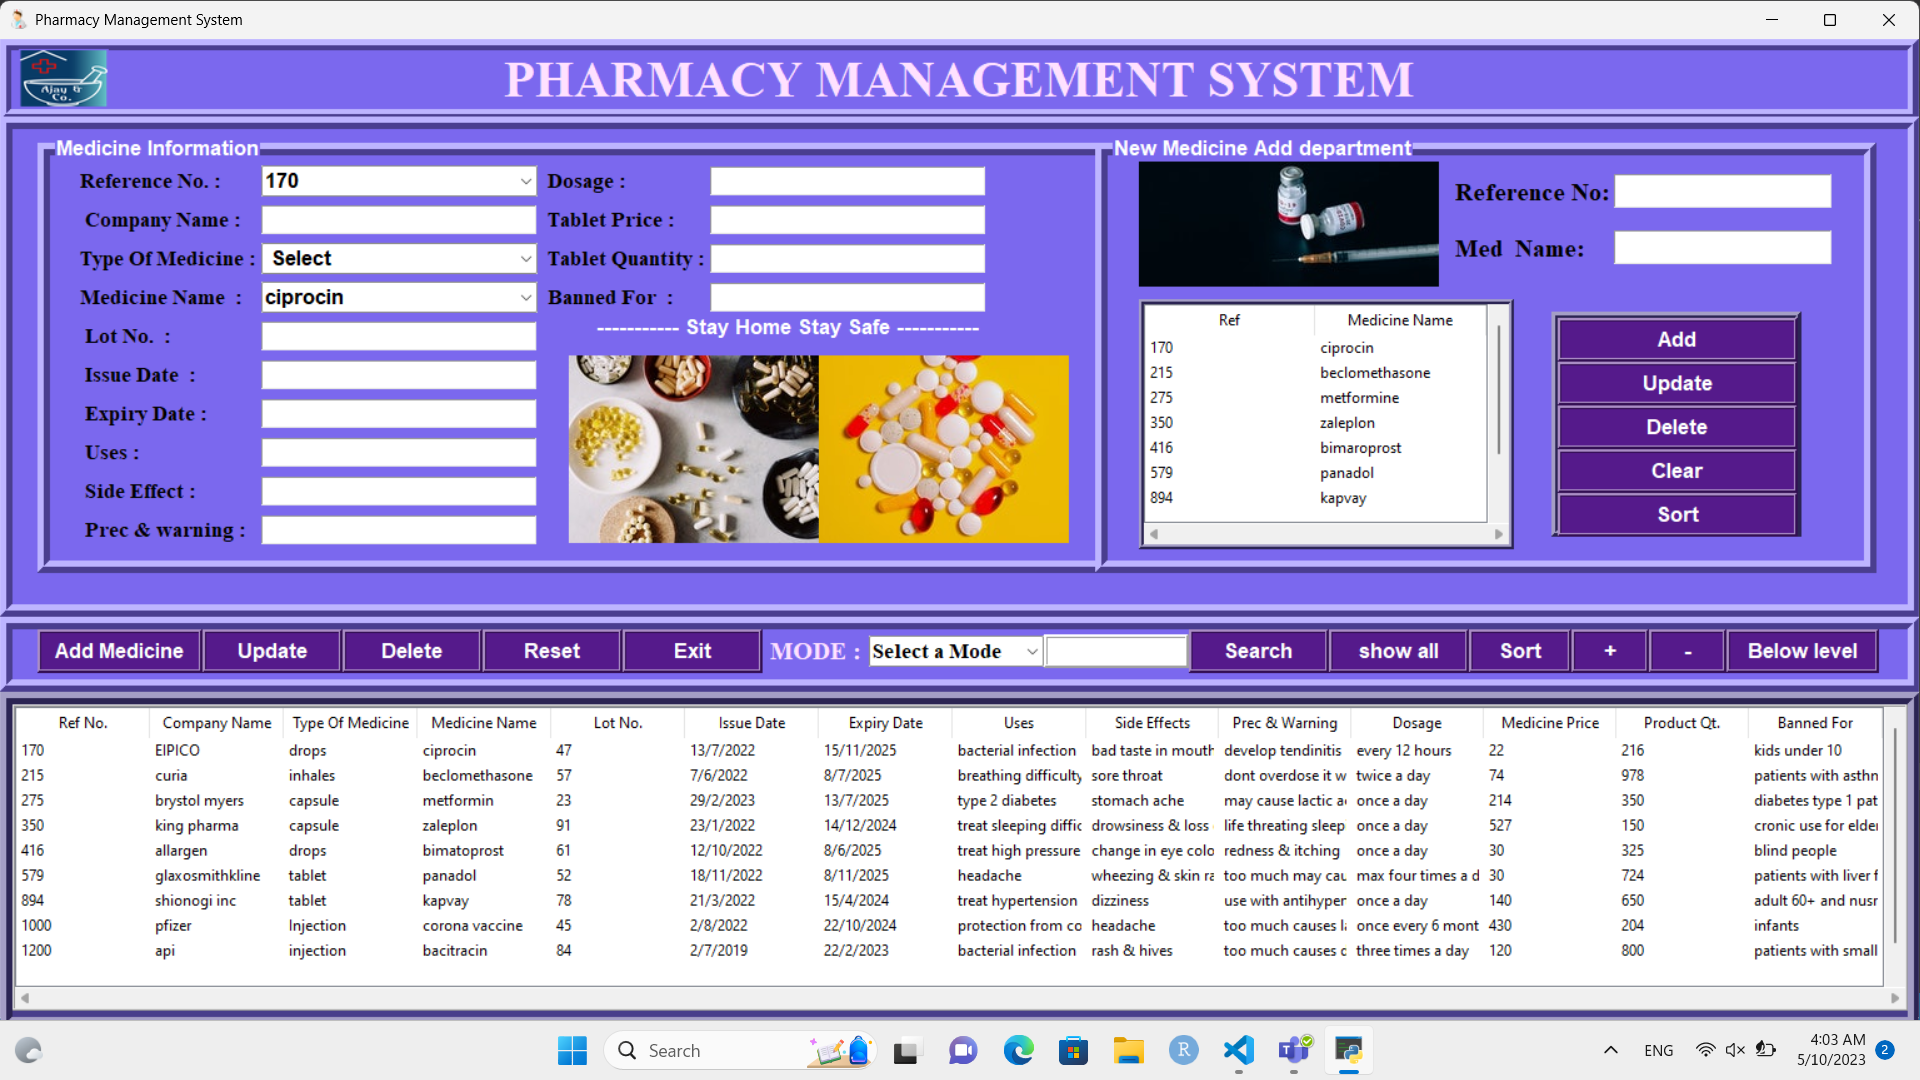 Pharmacy Management System
Ajay &
Co.
PHARMACY MANAGEMENT SYSTEM
Medicine Information
Reference No. : 170 Dosage :
Company Name : Tablet Price :
Type Of Medicine : Select Tablet Quantity :
Medicine Name : ciprocin Banned For :
Lot No. : ----------- Stay Home Stay Safe -----------
Issue Date :
Expiry Date :
Uses :
Side Effect :
Prec & warning :
New Medicine Add department
Reference No:
Med Name:
Ref Medicine Name
170 ciprocin
215 beclomethasone
275 metformine
350 zaleplon
416 bimaroprost
579 panadol
894 kapvay
Add
Update
Delete
Clear
Sort
Add Medicine Update Delete Reset Exit MODE : Select a Mode Search show all Sort + - Below level
Ref No. Company Name Type Of Medicine Medicine Name Lot No. Issue Date Expiry Date Uses Side Effects Prec & Warning Dosage Medicine Price Product Qt. Banned For
170 EIPICO drops ciprocin 47 13/7/2022 15/11/2025 bacterial infection bad taste in mouth develop tendinitis every 12 hours 22 216 kids under 10
215 curia inhales beclomethasone 57 7/6/2022 8/7/2025 breathing difficulty sore throat dont overdose it w twice a day 74 978 patients with asthn
275 brystol myers capsule metformin 23 29/2/2023 13/7/2025 type 2 diabetes stomach ache may cause lactic a once a day 214 350 diabetes type 1 pat
350 king pharma capsule zaleplon 91 23/1/2022 14/12/2024 treat sleeping diffic drowsiness & loss life threating sleep once a day 527 150 cronic use for elder
416 allargen drops bimatoprost 61 12/10/2022 8/6/2025 treat high pressure change in eye colo redness & itching once a day 30 325 blind people
579 glaxosmithkline tablet panadol 52 18/11/2022 8/11/2025 headache wheezing & skin ra too much may cau max four times a d 30 724 patients with liver f
894 shionogi inc tablet kapvay 78 21/3/2022 15/4/2024 treat hypertension dizziness use with antihyper once a day 140 650 adult 60+ and nusr
1000 pfizer Injection corona vaccine 45 2/8/2022 22/10/2024 protection from co headache too much causes la once every 6 mont 430 204 infants
1200 api injection bacitracin 84 2/7/2019 22/2/2023 bacterial infection rash & hives too much causes three times a day 120 800 patients with small
Search
R
ENG
4:03 AM
5/10/2023
2